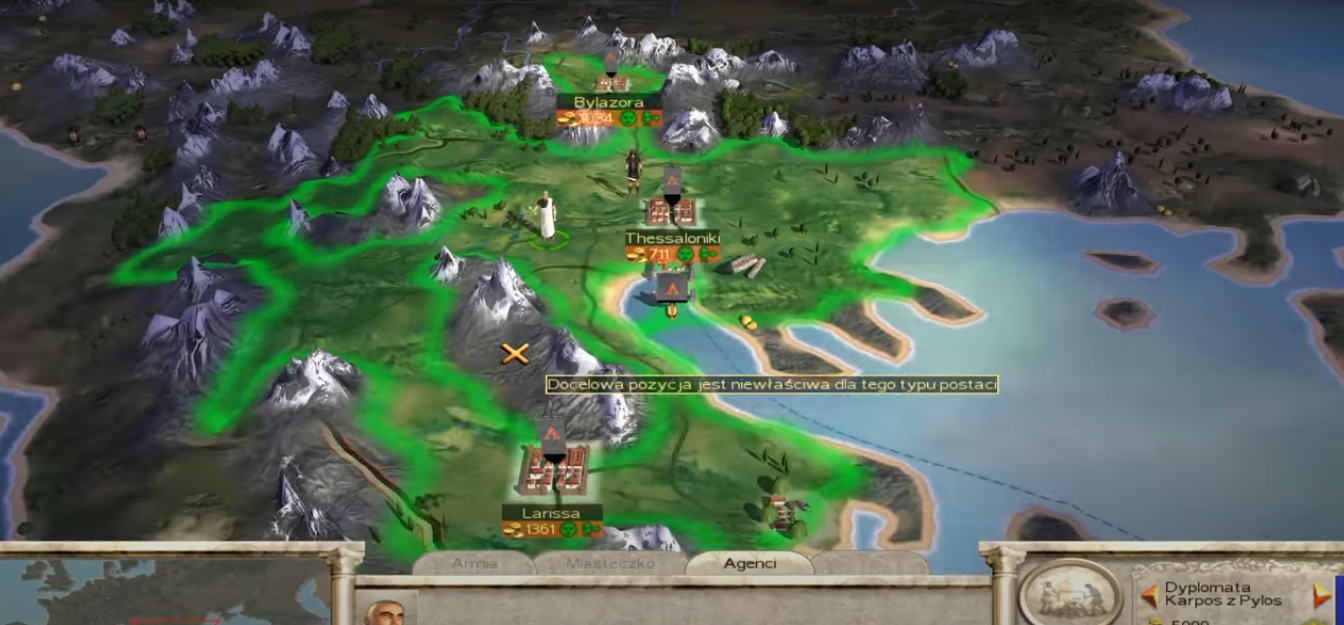 Bylazora
1034
Thessaloniki
711
Docelowa pozycja jest niewłaściwa dla tego typu postaci
Larissa
1361
Armia
Miasteczko
Agenci
Dyplomata
Karpos z Pylos